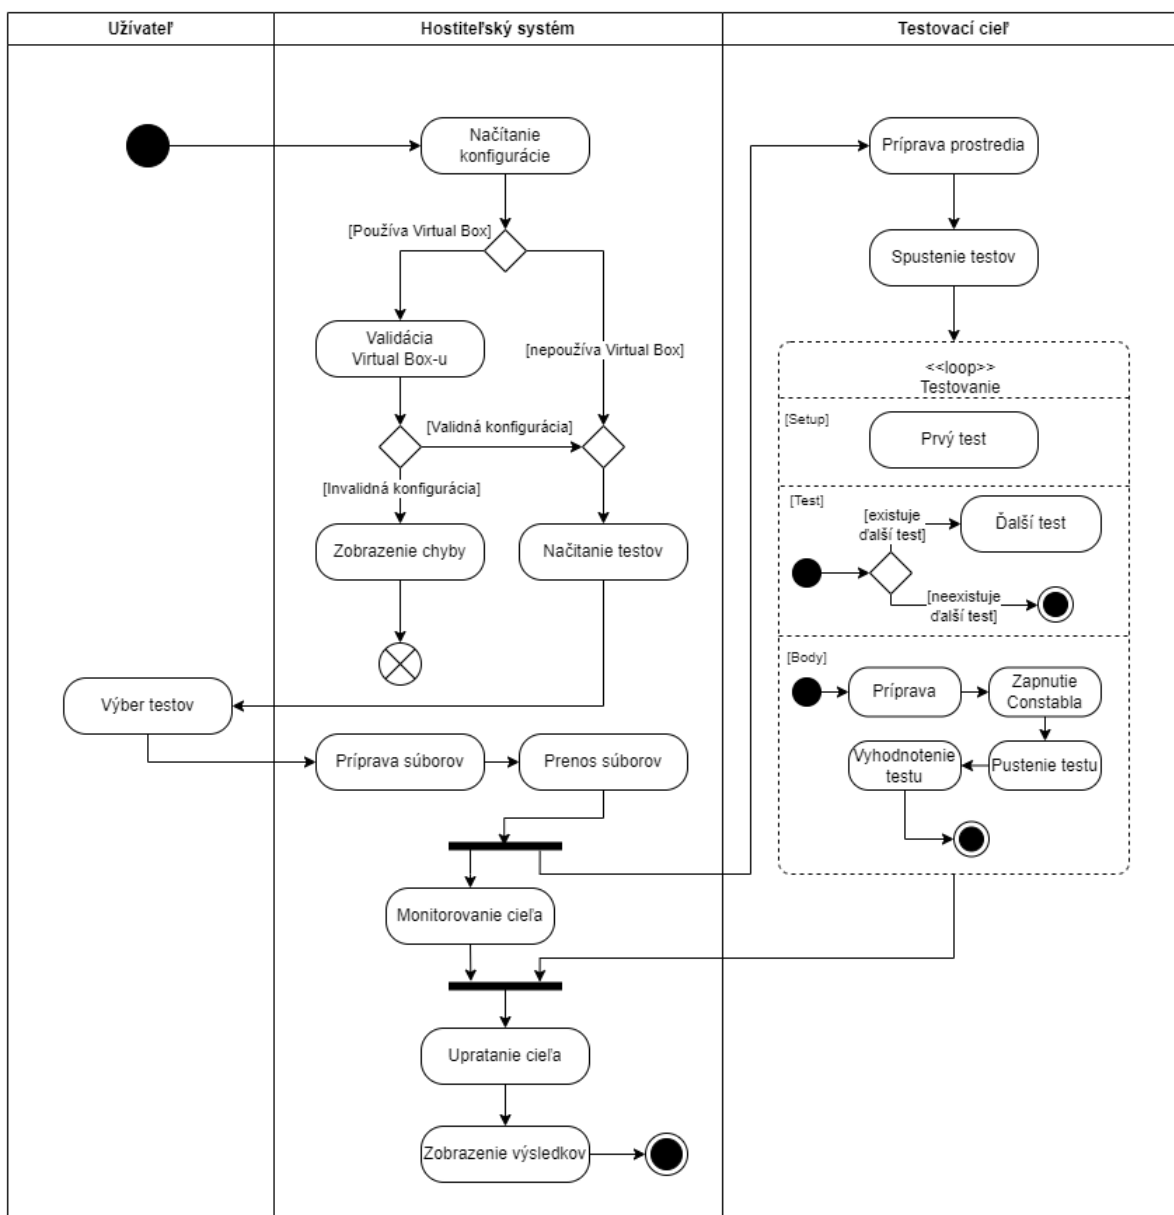 Užívateľ
Hostiteľský systém
Testovací cieľ
Načítanie
konfigurácie
[Používa Virtual Box]
Validácia
Virtual Box-u
[nepoužíva Virtual Box]
[Validná konfigurácia]
[Invalidná konfigurácia]
Zobrazenie chyby
Načitanie testov
Výber testov
Príprava súborov
Prenos súborov
Monitorovanie cieľa
Upratanie cieľa
Zobrazenie výsledkov
Príprava prostredia
Spustenie testov
<<loop>>
Testovanie
[Setup]
Prvý test
[Test]
[existuje
ďalší test]
Ďalší test
[neexistuje
ďalší test]
[Body]
Príprava
Zapnutie
Constabla
Vyhodnotenie
testu
Pustenie testu